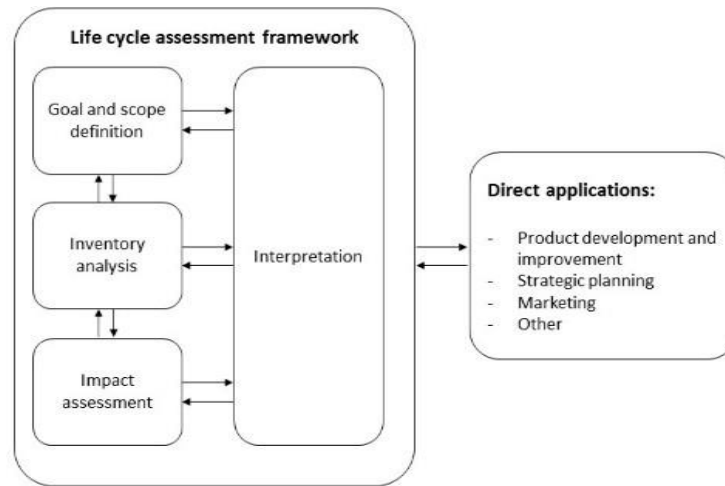 Life cycle assessment framework
Goal and scope
definition
Inventory
analysis
Impact
assessment
Interpretation
Direct applications:
- Product development and
improvement
- Strategic planning
- Marketing
- Other